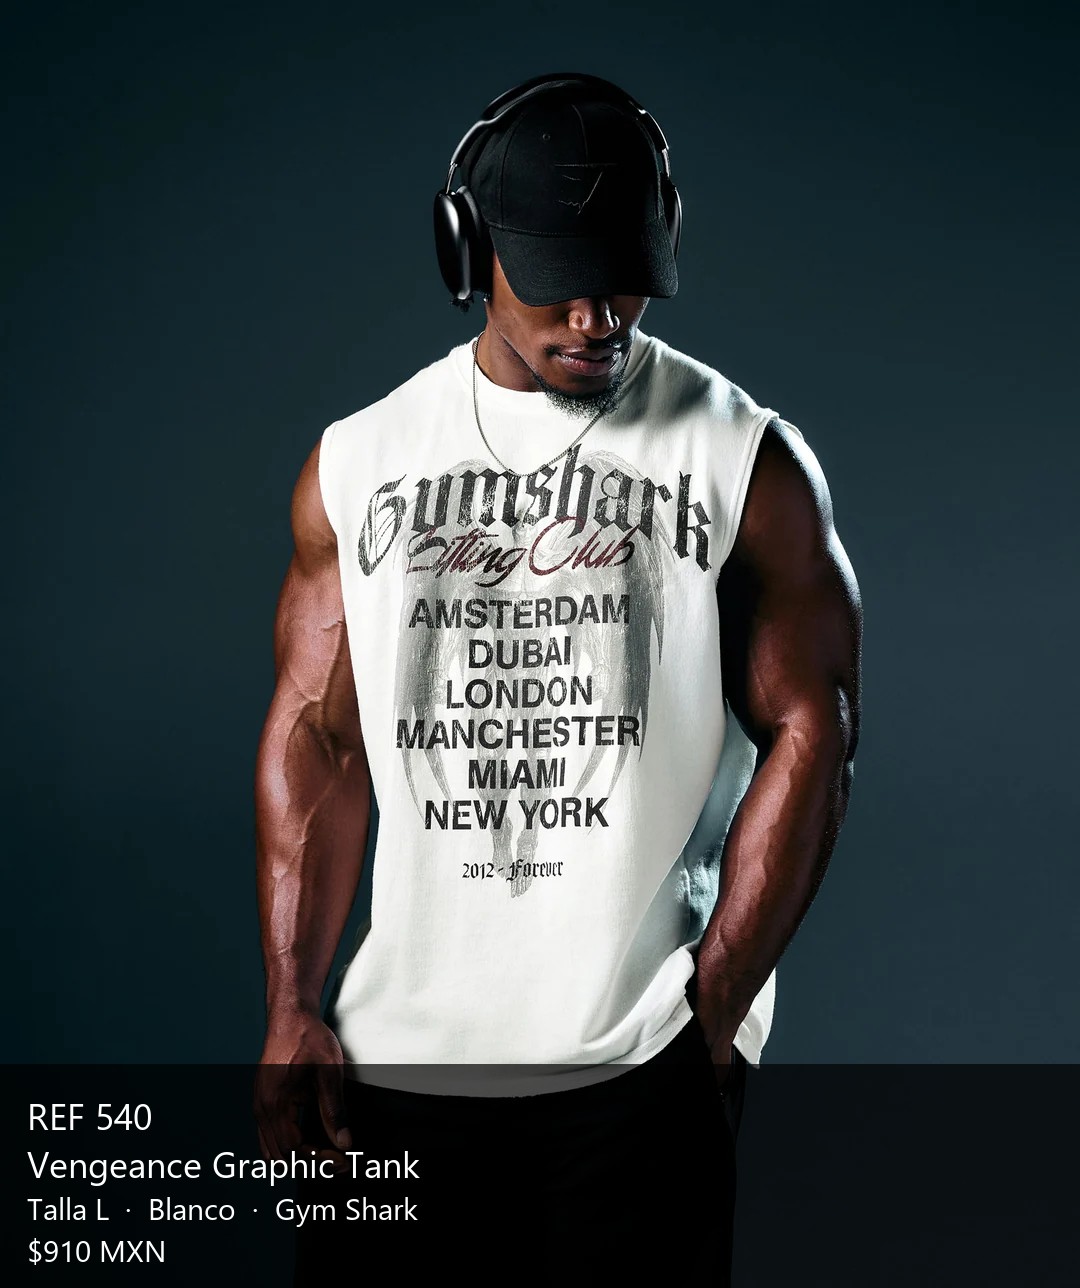 Gymshark
Lifting Club
AMSTERDAM
DUBAI
LONDON
MANCHESTER
MIAMI
NEW YORK
2012 - Forever
REF 540
Vengeance Graphic Tank
Talla L · Blanco · Gym Shark
$910 MXN